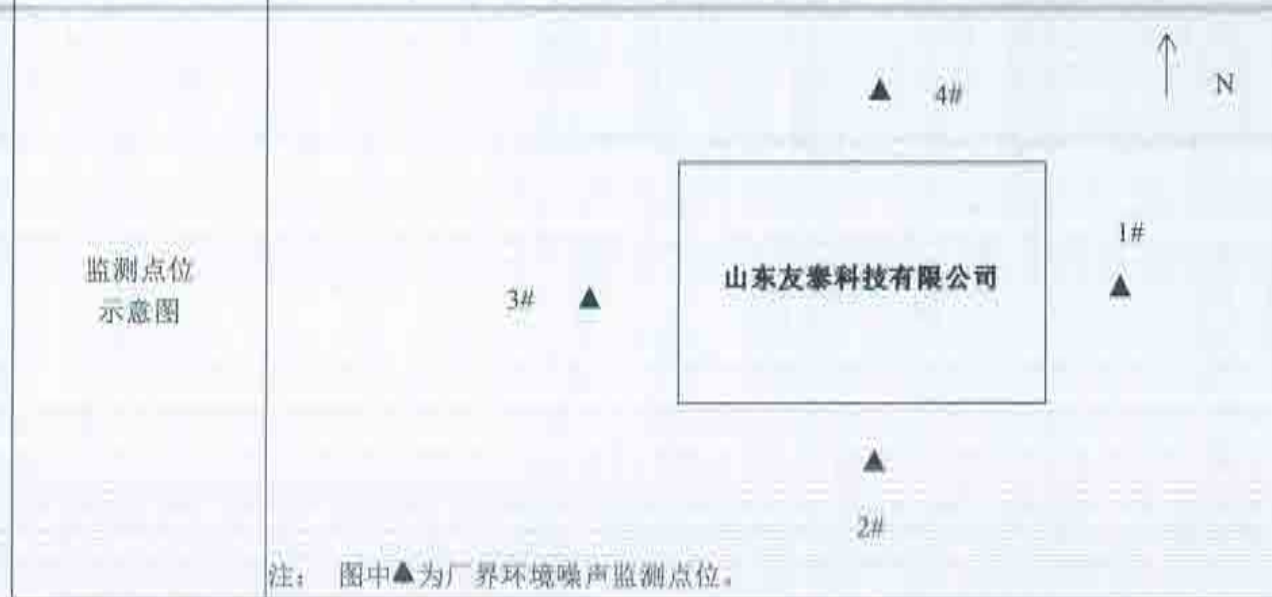 ▲ 4#
N
1#
监测点位
示意图
3# ▲
山东友泰科技有限公司
▲
▲
2#
注： 图中▲为厂界环境噪声监测点位。